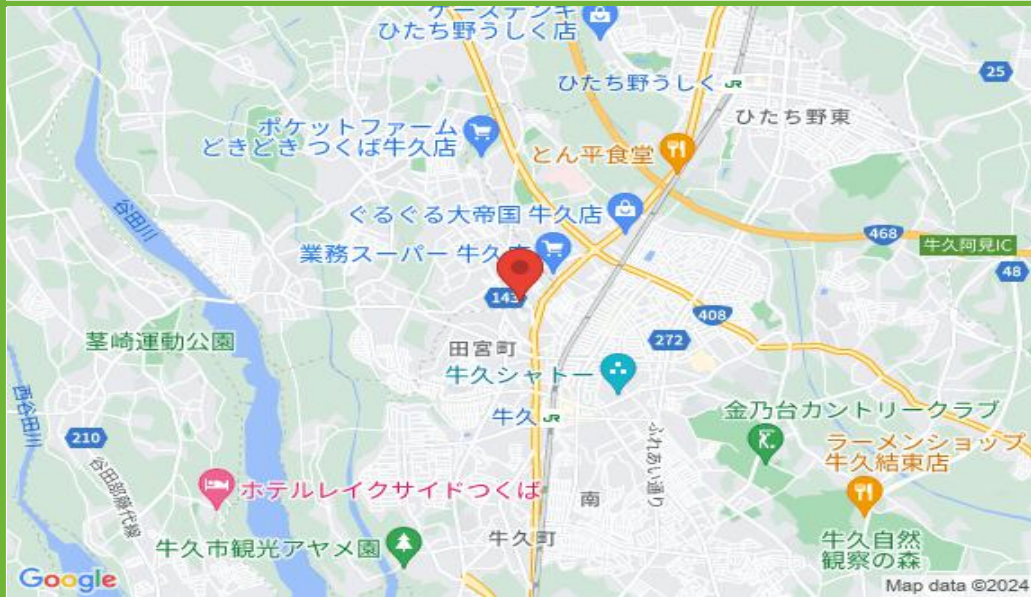 ケーズデンキ
ひたち野うしく店
ひたち野うしく
JR
25
ひたち野東
ポケットファーム
どきどき つくば牛久店
とん平食堂
谷田川
ぐるぐる大帝国 牛久店
468
牛久阿見IC
業務スーパー 牛久
48
143
408
茎崎運動公園
272
田宮町
牛久シャトー
西谷田川
牛久
JR
金乃台カントリークラブ
ふれあい通り
210
ラーメンショップ
牛久結束店
谷田部藤代線
ホテルレイクサイドつくば
南
牛久町
牛久市観光アヤメ園
牛久自然
観察の森
Google
Map data ©2024